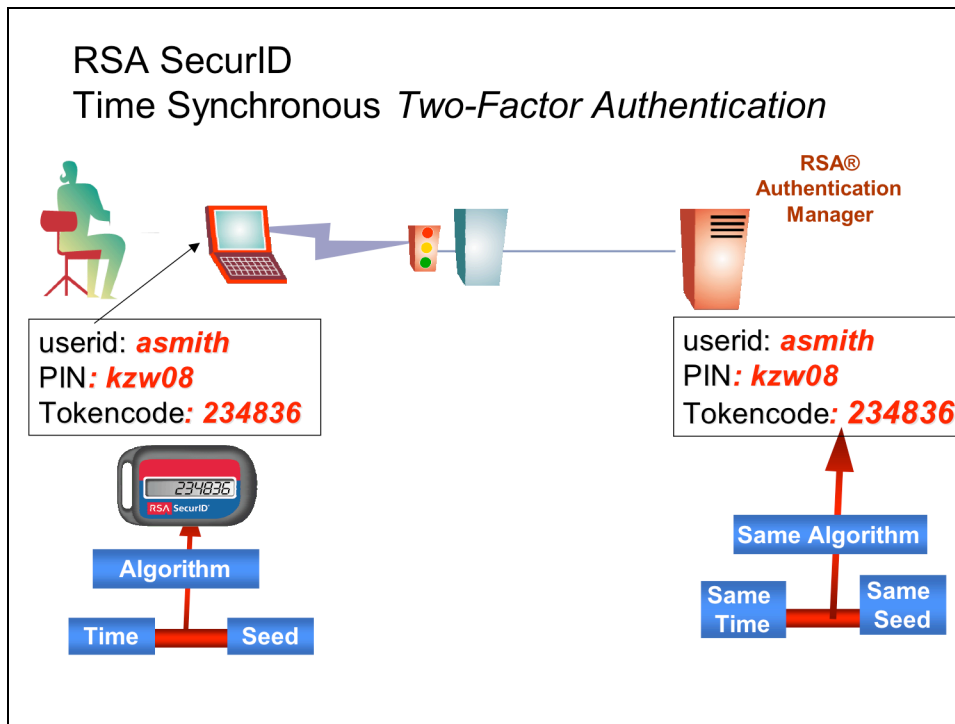 RSA SecurID
Time Synchronous Two-Factor Authentication
RSA®
Authentication
Manager
userid: asmith
PIN: kzw08
Tokencode: 234836
userid: asmith
PIN: kzw08
Tokencode: 234836
234836
RSA SecurID®
Algorithm
Time
Seed
Same Algorithm
Same
Time
Same
Seed